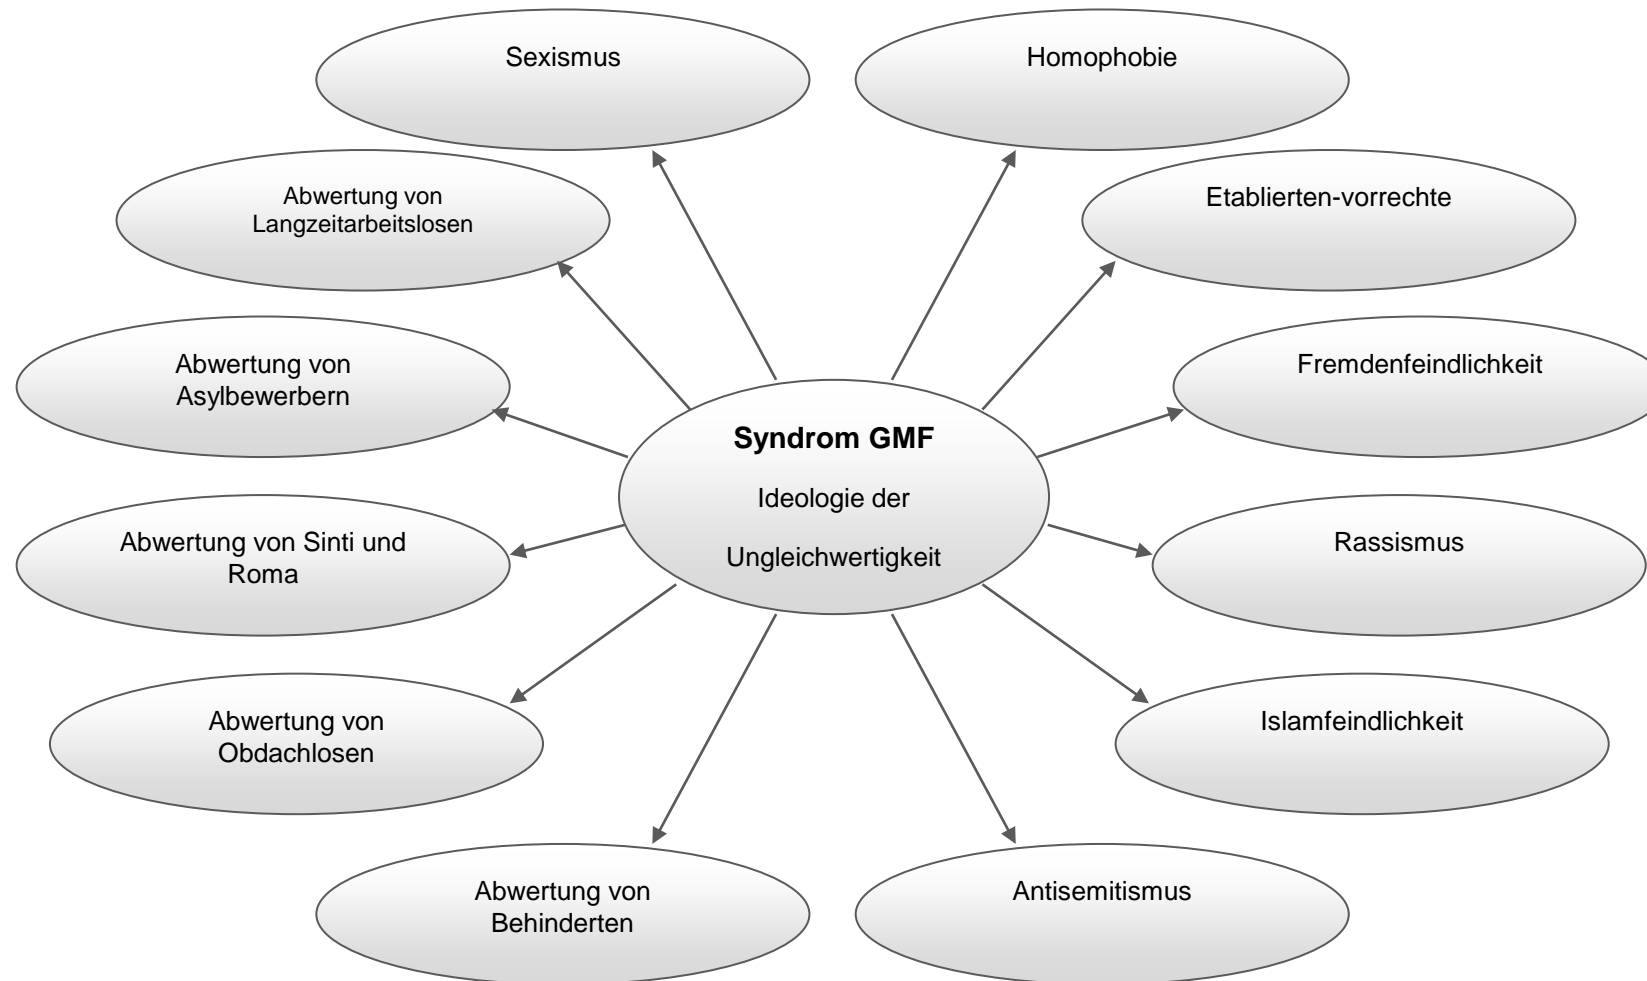 Sexismus
Homophobie
Abwertung von
Langzeitarbeitslosen
Etablierten-vorrechte
Abwertung von
Asylbewerbern
Fremdenfeindlichkeit
Syndrom GMF
Ideologie der
Ungleichwertigkeit
Abwertung von Sinti und
Roma
Rassismus
Abwertung von
Obdachlosen
Islamfeindlichkeit
Abwertung von
Behinderten
Antisemitismus